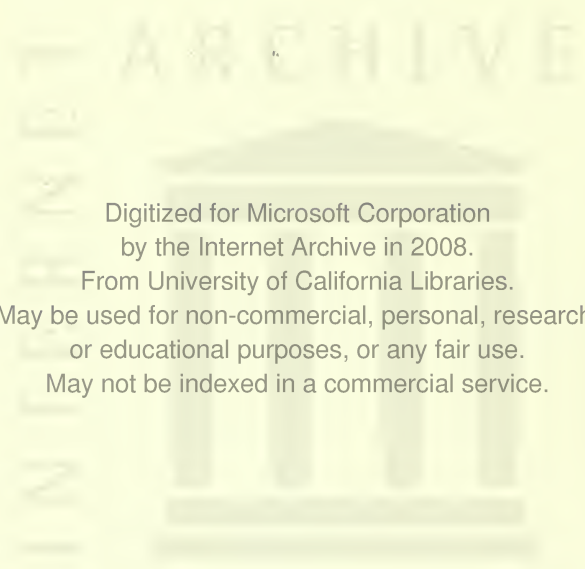 ARCHIVE
INTERNET
Digitized for Microsoft Corporation
by the Internet Archive in 2008.
From University of California Libraries.
May be used for non-commercial, personal, research
or educational purposes, or any fair use.
May not be indexed in a commercial service.